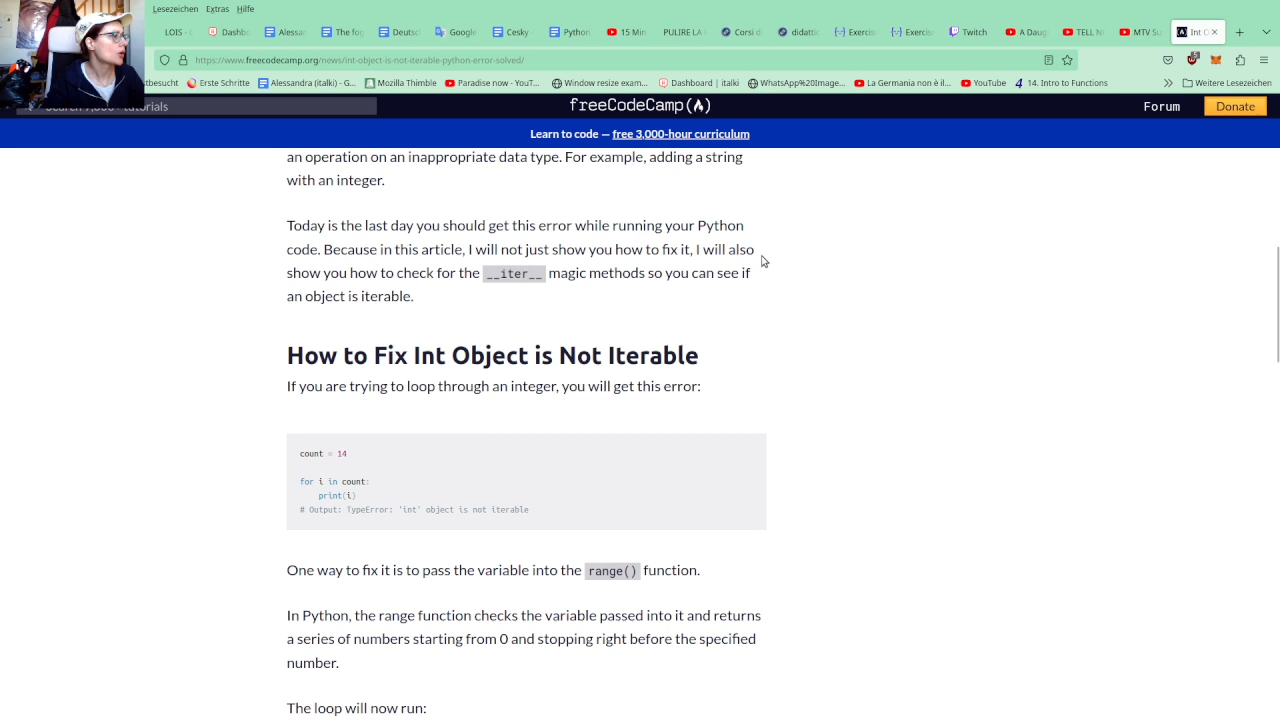 Lesezeichen Extras Hilfe
LOIS - Dashbo Alessar The fog Deutsc Google Cesky Python 15 Min PULIRE LA Corsi di didatti Exercis Exercis Twitch A Daug TELL N MTV Su Int O
https://www.freecodecamp.org/news/int-object-is-not-iterable-python-error-solved/
tbesucht Erste Schritte Alessandra (italki) - G... Mozilla Thimble Paradise now - YouT... Window resize exam... Dashboard | italki WhatsApp%20Image... La Germania non è il... YouTube 14. Intro to Functions Weitere Lesezeichen
tutorials freeCodeCamp Forum Donate
Learn to code — free 3,000-hour curriculum
an operation on an inappropriate data type. For example, adding a string
with an integer.
Today is the last day you should get this error while running your Python
code. Because in this article, I will not just show you how to fix it, I will also
show you how to check for the __iter__ magic methods so you can see if
an object is iterable.
How to Fix Int Object is Not Iterable
If you are trying to loop through an integer, you will get this error:
count = 14
for i in count:
print(i)
# Output: TypeError: 'int' object is not iterable
One way to fix it is to pass the variable into the range() function.
In Python, the range function checks the variable passed into it and returns
a series of numbers starting from 0 and stopping right before the specified
number.
The loop will now run: